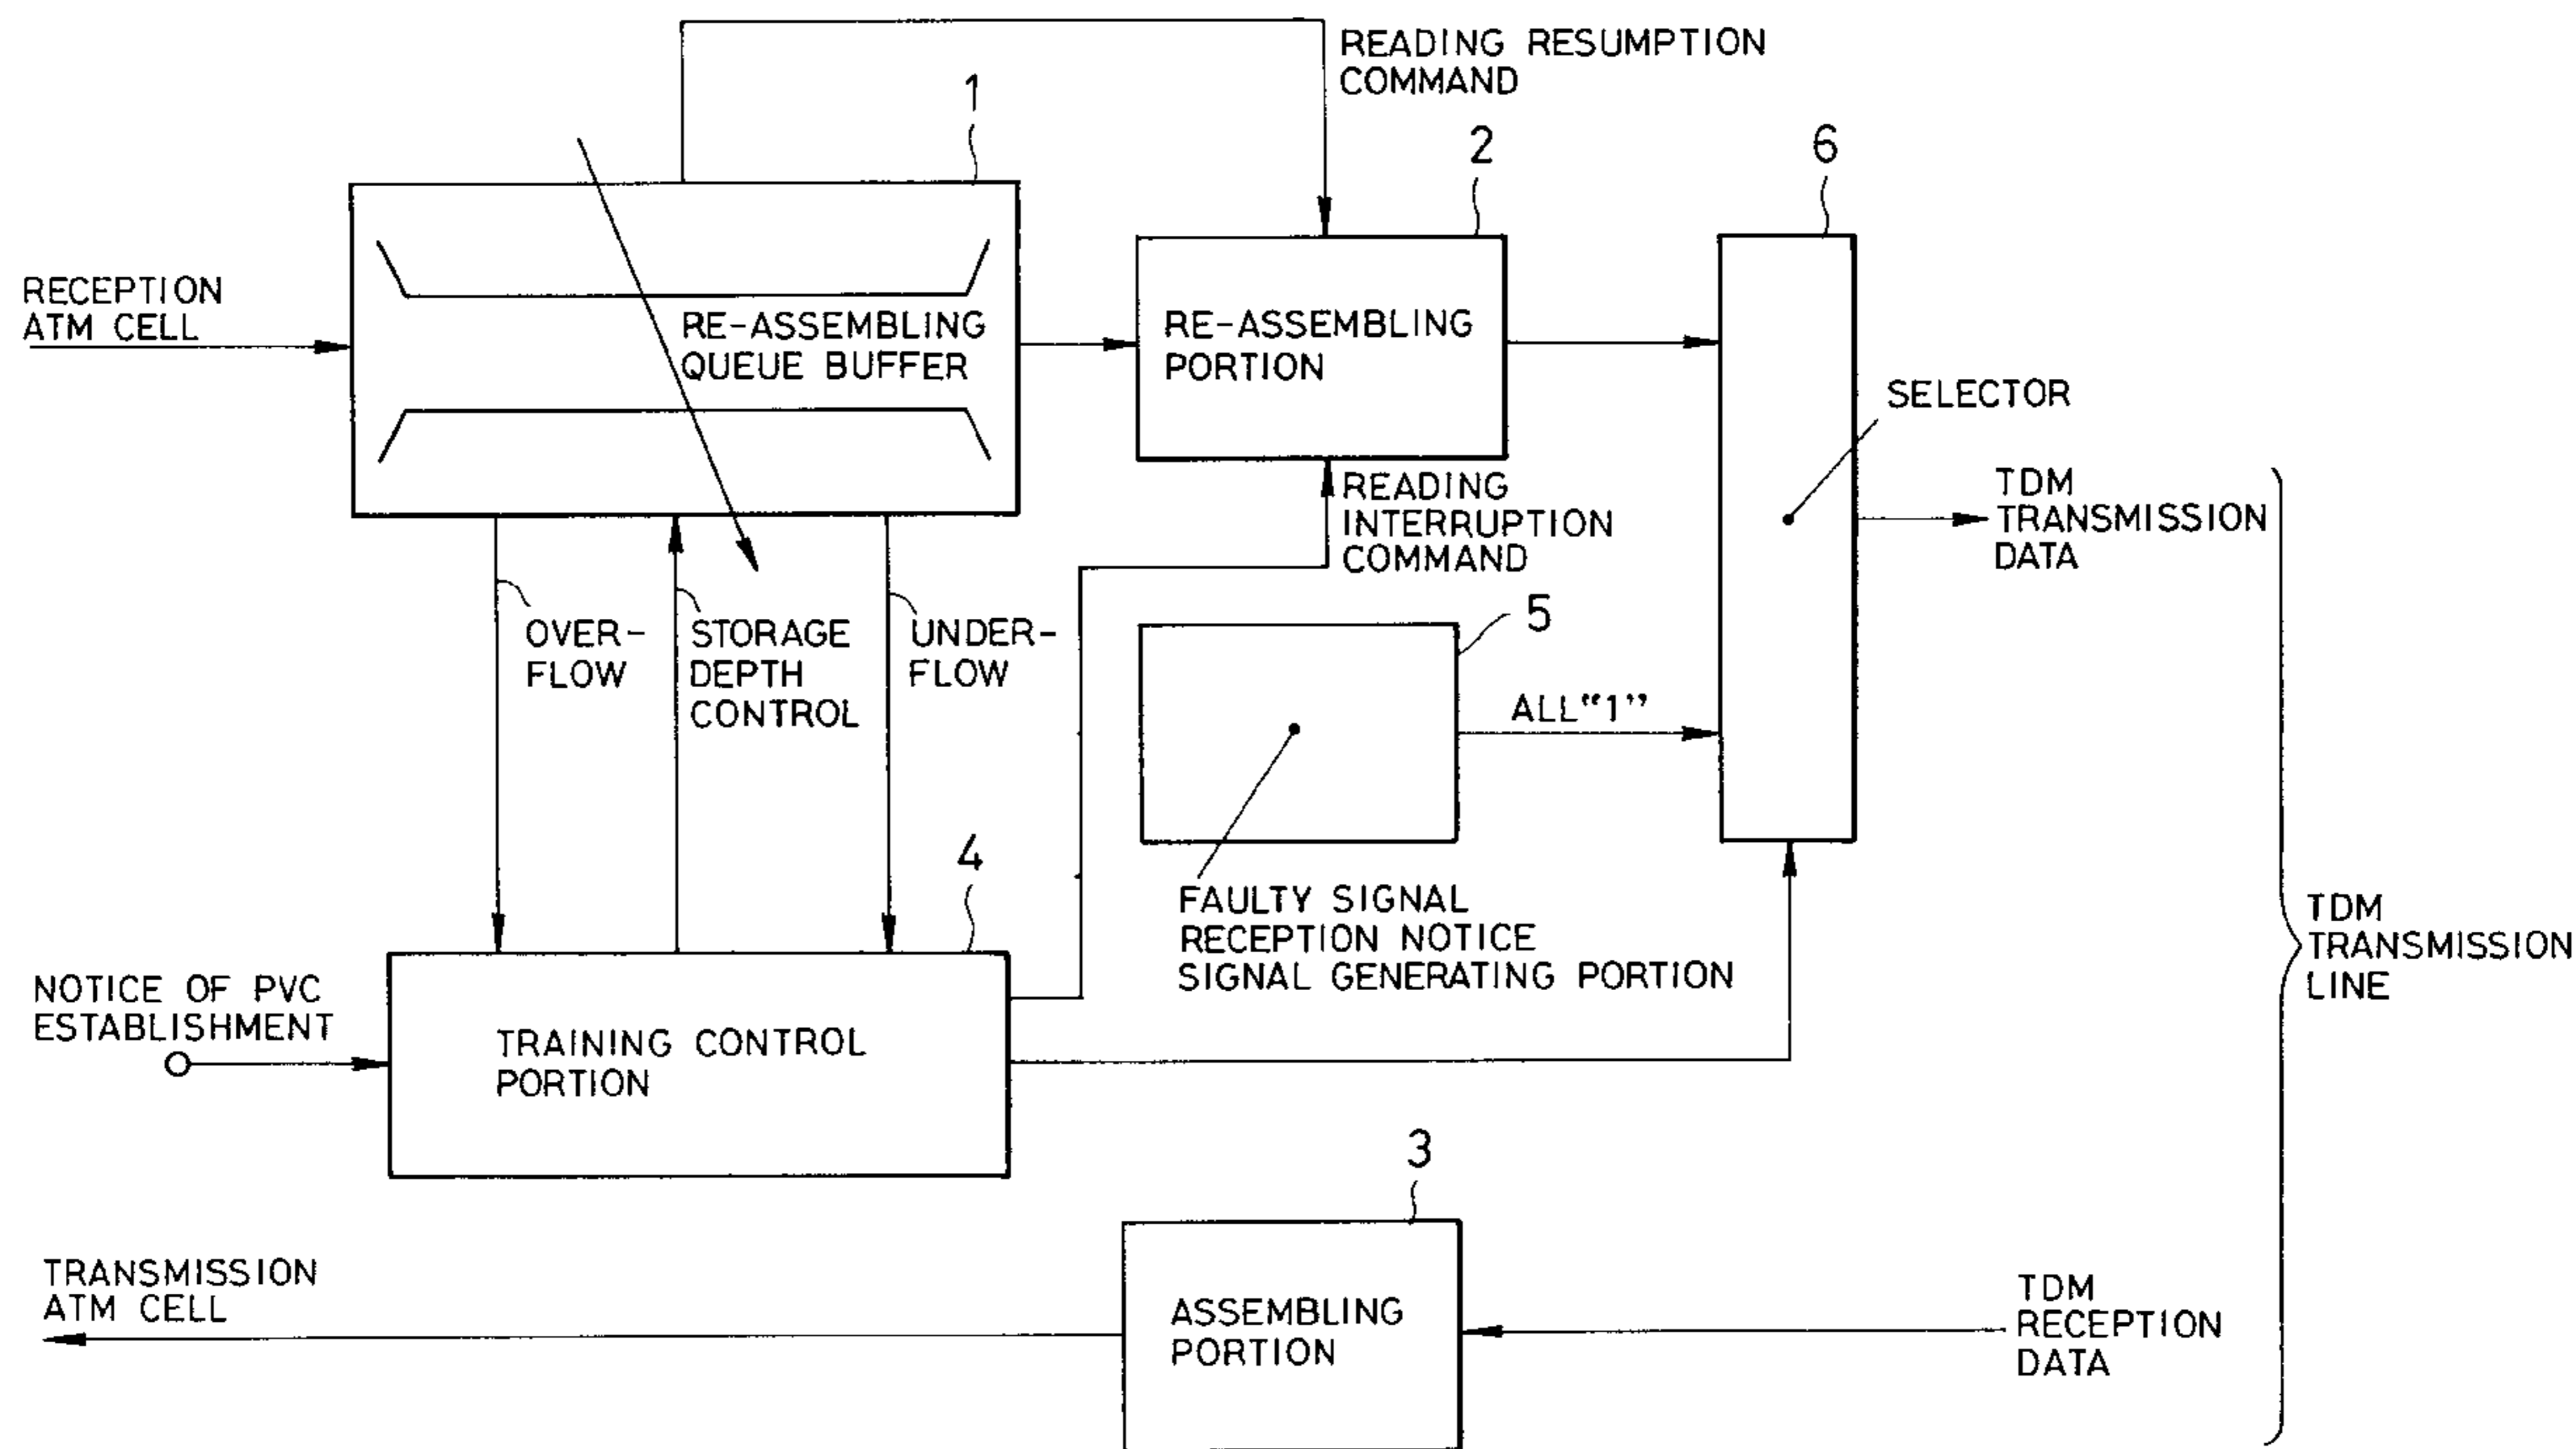 READING RESUMPTION
COMMAND
1
2
6
RECEPTION
ATM CELL
RE-ASSEMBLING
QUEUE BUFFER
RE-ASSEMBLING
PORTION
SELECTOR
READING
INTERRUPTION
COMMAND
TDM
TRANSMISSION
DATA
OVER-
FLOW
STORAGE
DEPTH
CONTROL
UNDER-
FLOW
5
ALL“1”
4
FAULTY SIGNAL
RECEPTION NOTICE
SIGNAL GENERATING PORTION
TDM
TRANSMISSION
LINE
NOTICE OF PVC
ESTABLISHMENT
TRAINING CONTROL
PORTION
3
TRANSMISSION
ATM CELL
ASSEMBLING
PORTION
TDM
RECEPTION
DATA